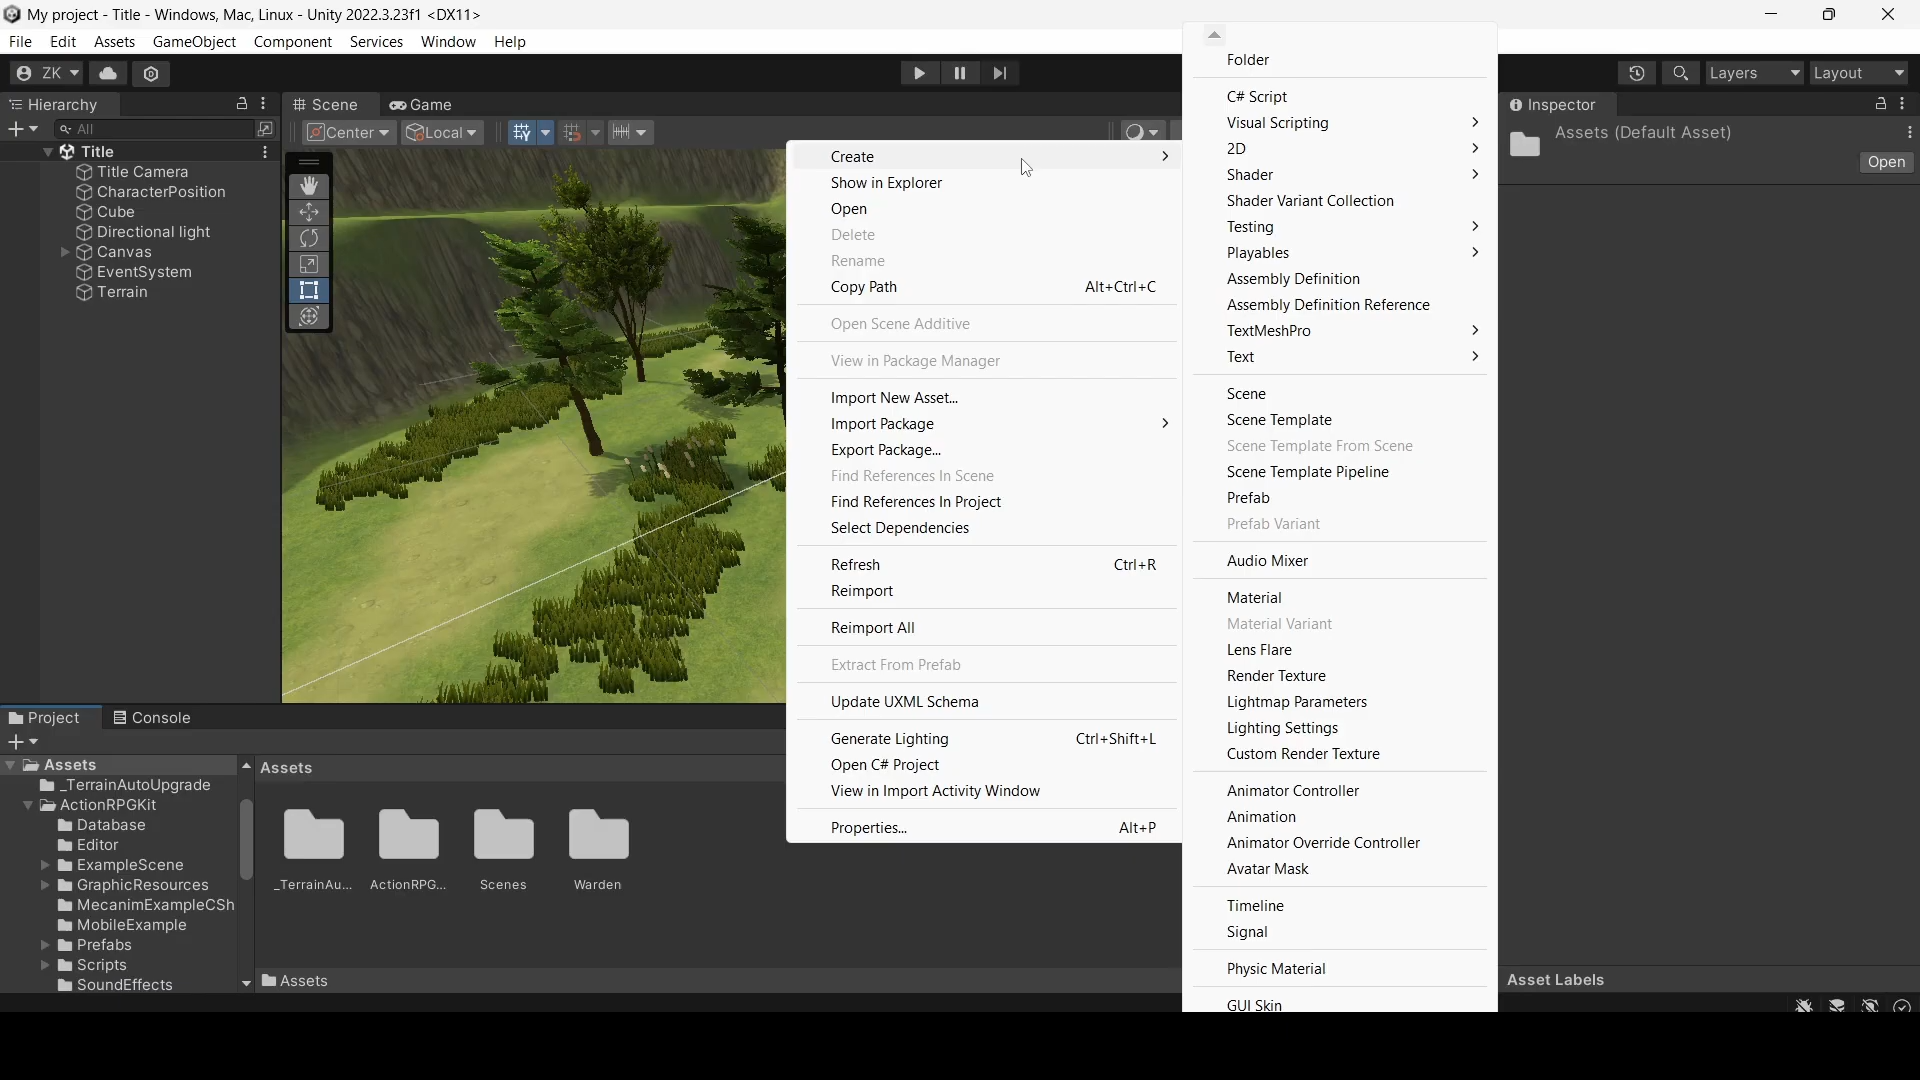 My project - Title - Windows, Mac, Linux - Unity 2022.3.23f1 <DX11>
File Edit Assets GameObject Component Services Window Help
ZK
Layers
Layout
Hierarchy
All
Title
Title Camera
CharacterPosition
Cube
Directional light
Canvas
EventSystem
Terrain
Scene
Game
Center
Local
Create
Show in Explorer
Open
Delete
Rename
Copy Path Alt+Ctrl+C
Open Scene Additive
View in Package Manager
Import New Asset...
Import Package
Export Package...
Find References In Scene
Find References In Project
Select Dependencies
Refresh Ctrl+R
Reimport
Reimport All
Extract From Prefab
Update UXML Schema
Generate Lighting Ctrl+Shift+L
Open C# Project
View in Import Activity Window
Properties... Alt+P
Folder
C# Script
Visual Scripting
2D
Shader
Shader Variant Collection
Testing
Playables
Assembly Definition
Assembly Definition Reference
TextMeshPro
Text
Scene
Scene Template
Scene Template From Scene
Scene Template Pipeline
Prefab
Prefab Variant
Audio Mixer
Material
Material Variant
Lens Flare
Render Texture
Lightmap Parameters
Lighting Settings
Custom Render Texture
Animator Controller
Animation
Animator Override Controller
Avatar Mask
Timeline
Signal
Physic Material
GUI Skin
Inspector
Assets (Default Asset)
Open
Asset Labels
Project
Console
Assets
_TerrainAutoUpgrade
ActionRPGKit
Database
Editor
ExampleScene
GraphicResources
MecanimExampleCSh
MobileExample
Prefabs
Scripts
SoundEffects
Assets
_TerrainAu...
ActionRPG...
Scenes
Warden
Assets